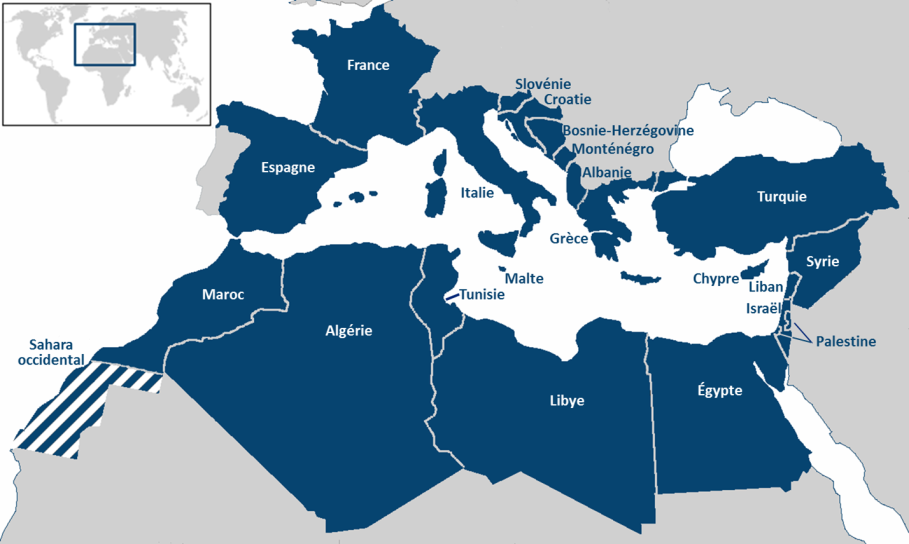 France
Slovénie
Croatie
Bosnie-Herzégovine
Monténégro
Albanie
Espagne
Italie
Turquie
Grèce
Syrie
Malte
Chypre
Liban
Maroc
Tunisie
Israël
Algérie
Palestine
Sahara
occidental
Égypte
Libye